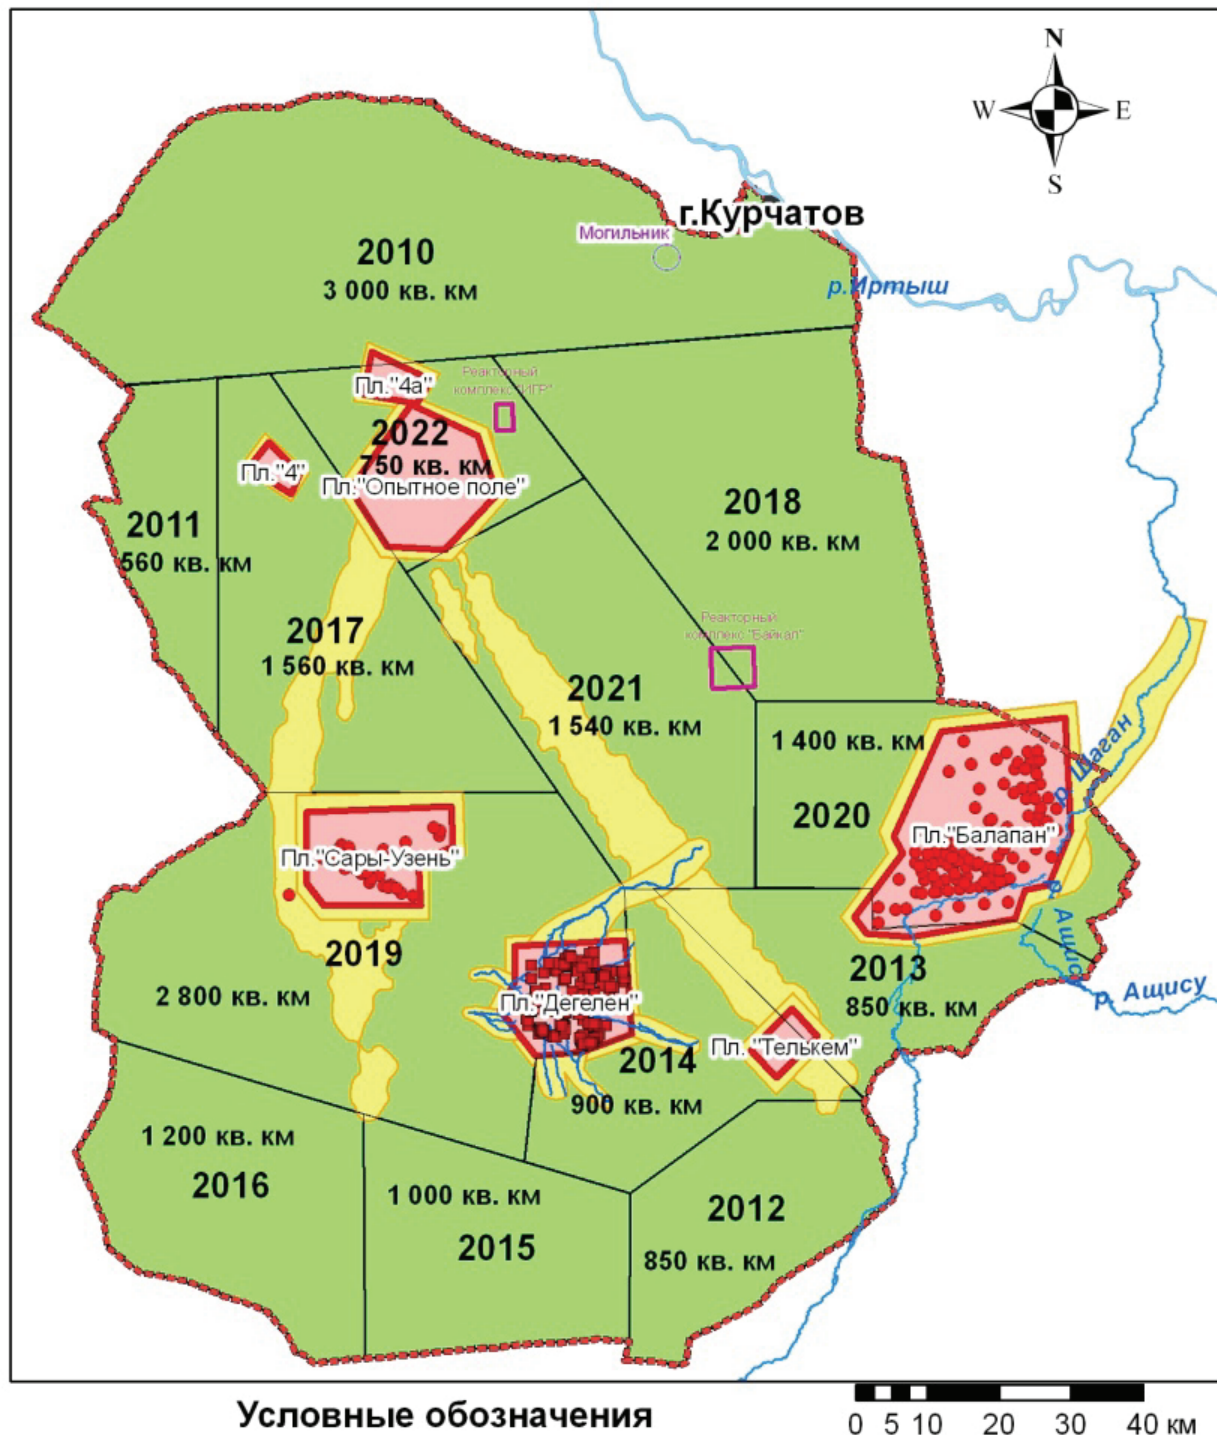 N
W E
S
г.Курчатов
Могильник
2010
3 000 кв. км
р.Иртыш
Пл."4а"
Реакторный
комплекс "ИГР"
2022
750 кв. км
Пл."4"
Пл."Опытное поле"
2018
2 000 кв. км
2011
560 кв. км
2017
1 560 кв. км
Реакторный
комплекс "Байкал"
2021
1 540 кв. км
1 400 кв. км
2020
р. Шаган
Пл."Балапан"
Пл."Сары-Узень"
2019
2 800 кв. км
р. Ащису
2013
850 кв. км
р. Ащису
Пл."Дегелен"
Пл. "Телькем"
2014
900 кв. км
1 200 кв. км
2016
1 000 кв. км
2015
2012
850 кв. км
Условные обозначения
0 5 10 20 30 40 км